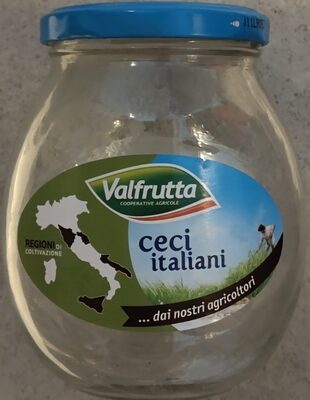 Valfrutta
COOPERATIVE AGRICOLE
REGIONI DI
COLTIVAZIONE
ceci
italiani
... dai nostri agricoltori